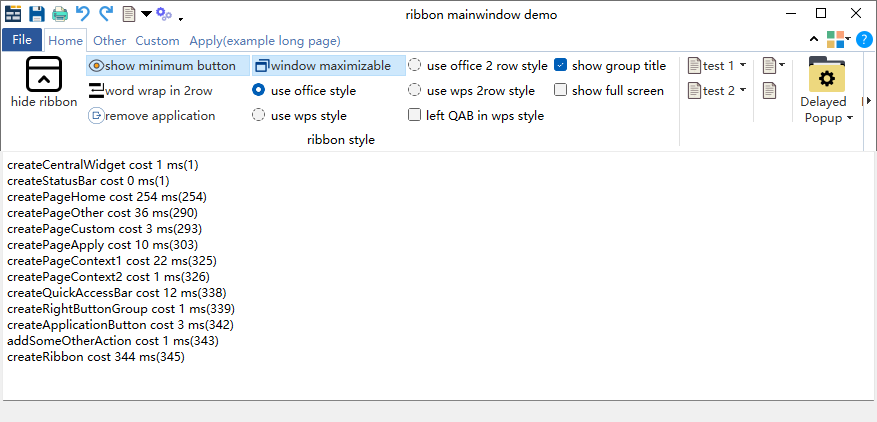 ribbon mainwindow demo
File Home Other Custom Apply(example long page)
show minimum button window maximizable use office 2 row style show group title test 1
hide ribbon word wrap in 2row use office style use wps 2row style show full screen test 2 Delayed Popup
remove application use wps style left QAB in wps style
ribbon style
createCentralWidget cost 1 ms(1)
createStatusBar cost 0 ms(1)
createPageHome cost 254 ms(254)
createPageOther cost 36 ms(290)
createPageCustom cost 3 ms(293)
createPageApply cost 10 ms(303)
createPageContext1 cost 22 ms(325)
createPageContext2 cost 1 ms(326)
createQuickAccessBar cost 12 ms(338)
createRightButtonGroup cost 1 ms(339)
createApplicationButton cost 3 ms(342)
addSomeOtherAction cost 1 ms(343)
createRibbon cost 344 ms(345)